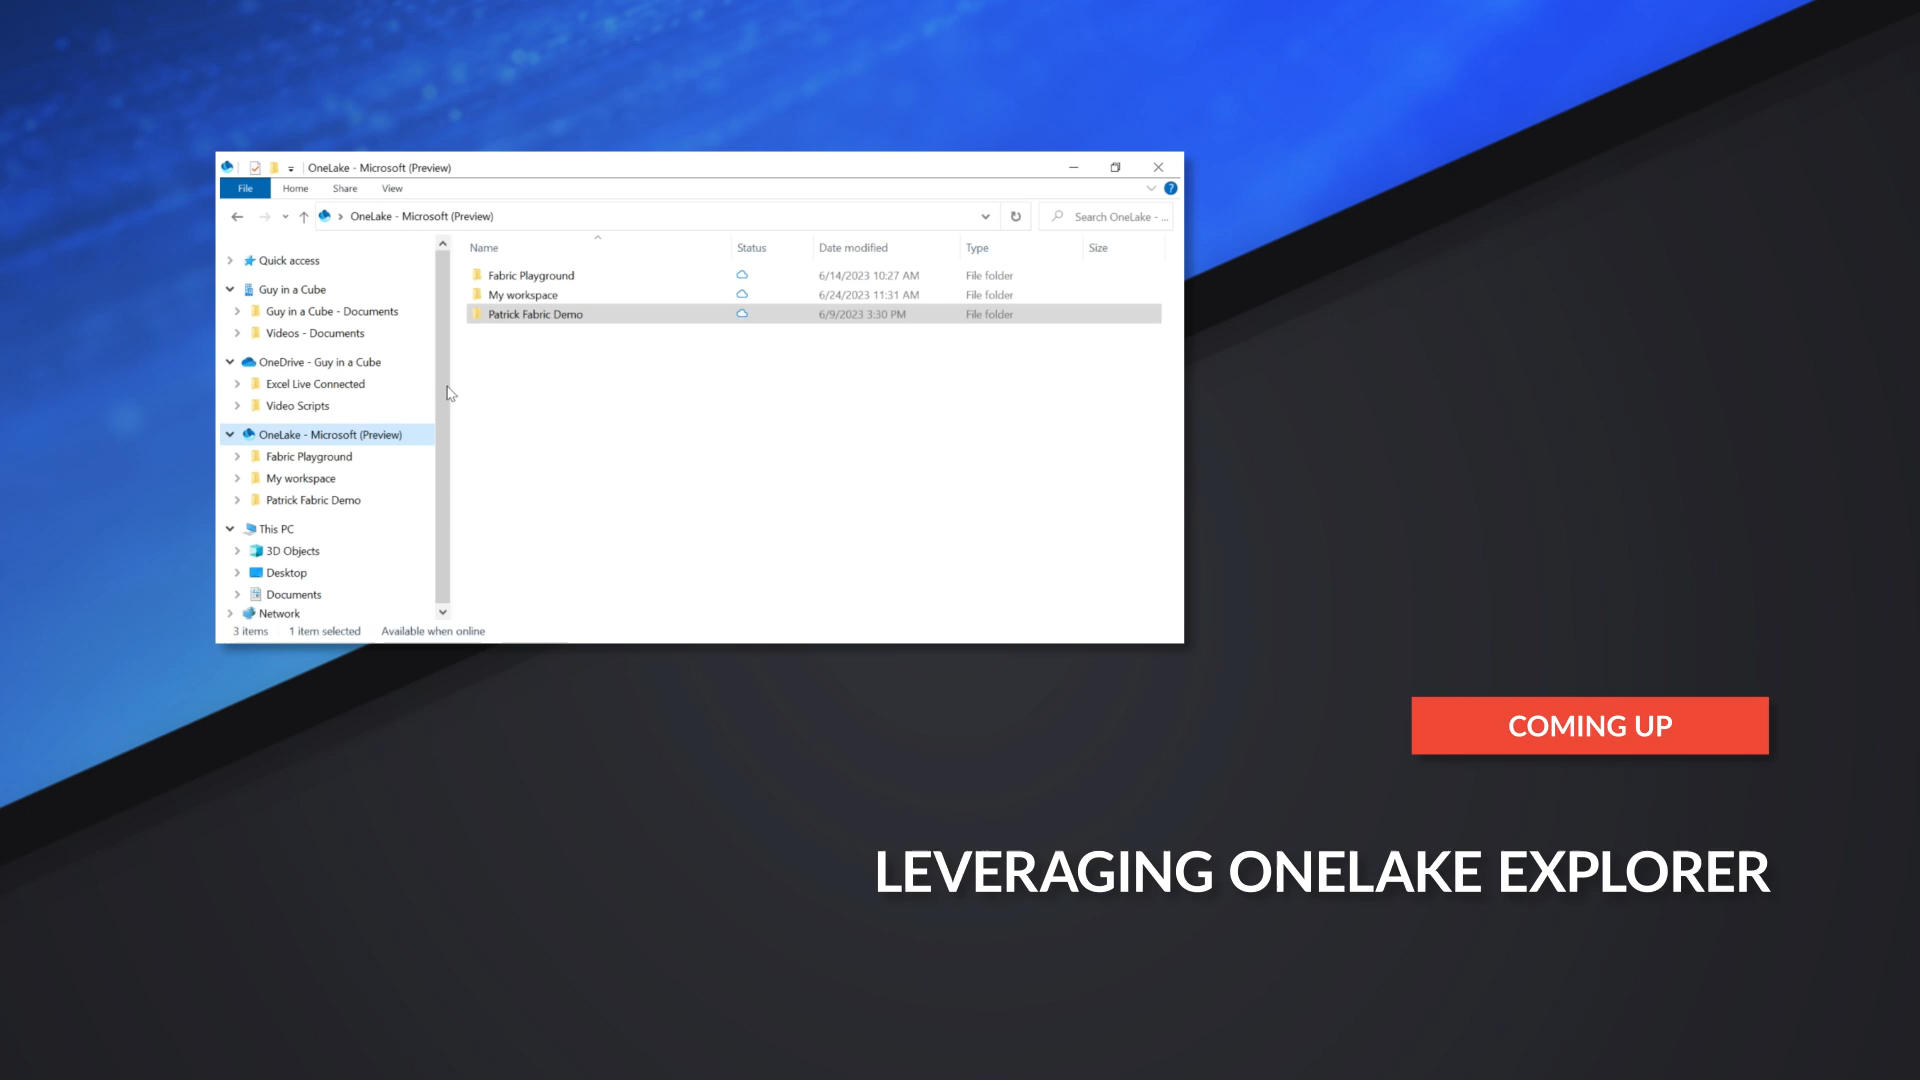 OneLake - Microsoft (Preview)
File Home Share View
OneLake - Microsoft (Preview)
Search OneLake - ...
Name Status Date modified Type Size
Fabric Playground 6/14/2023 10:27 AM File folder
My workspace 6/24/2023 11:31 AM File folder
Patrick Fabric Demo 6/9/2023 3:30 PM File folder
Quick access
Guy in a Cube
Guy in a Cube - Documents
Videos - Documents
OneDrive - Guy in a Cube
Excel Live Connected
Video Scripts
OneLake - Microsoft (Preview)
Fabric Playground
My workspace
Patrick Fabric Demo
This PC
3D Objects
Desktop
Documents
Network
3 items 1 item selected Available when online
COMING UP
LEVERAGING ONELAKE EXPLORER